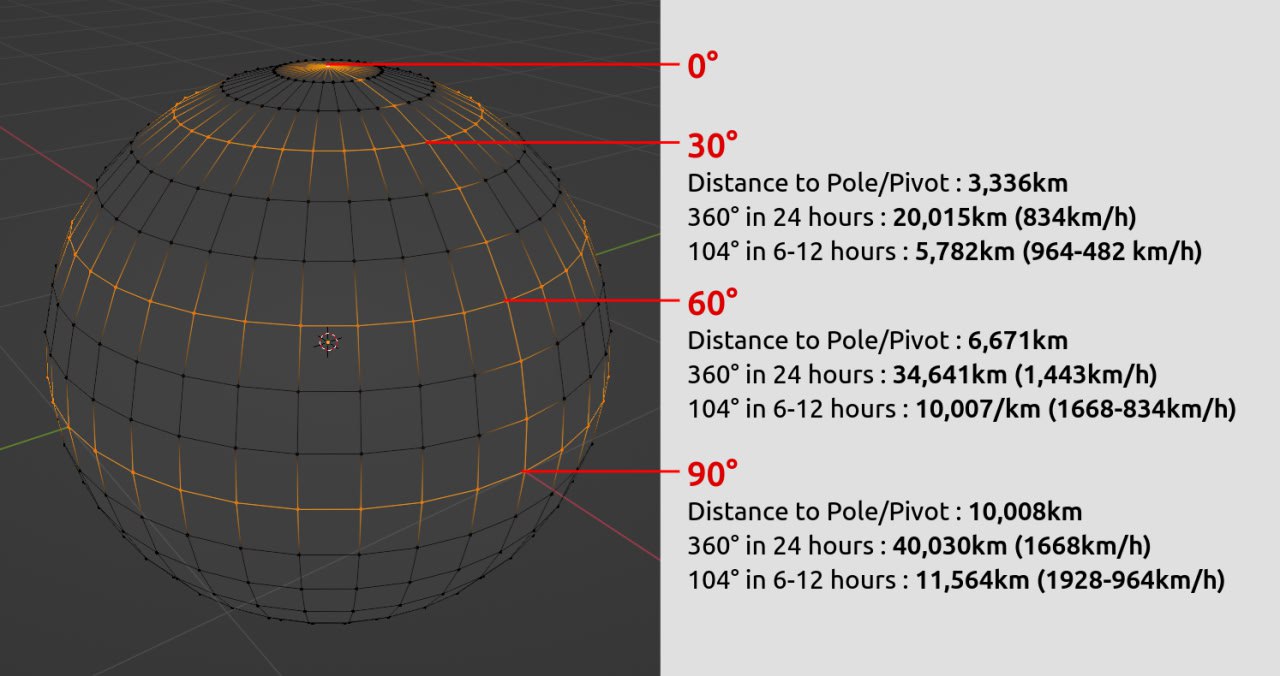 0°
30°
Distance to Pole/Pivot : 3,336km
360° in 24 hours : 20,015km (834km/h)
104° in 6-12 hours : 5,782km (964-482 km/h)
60°
Distance to Pole/Pivot : 6,671km
360° in 24 hours : 34,641km (1,443km/h)
104° in 6-12 hours : 10,007/km (1668-834km/h)
90°
Distance to Pole/Pivot : 10,008km
360° in 24 hours : 40,030km (1668km/h)
104° in 6-12 hours : 11,564km (1928-964km/h)